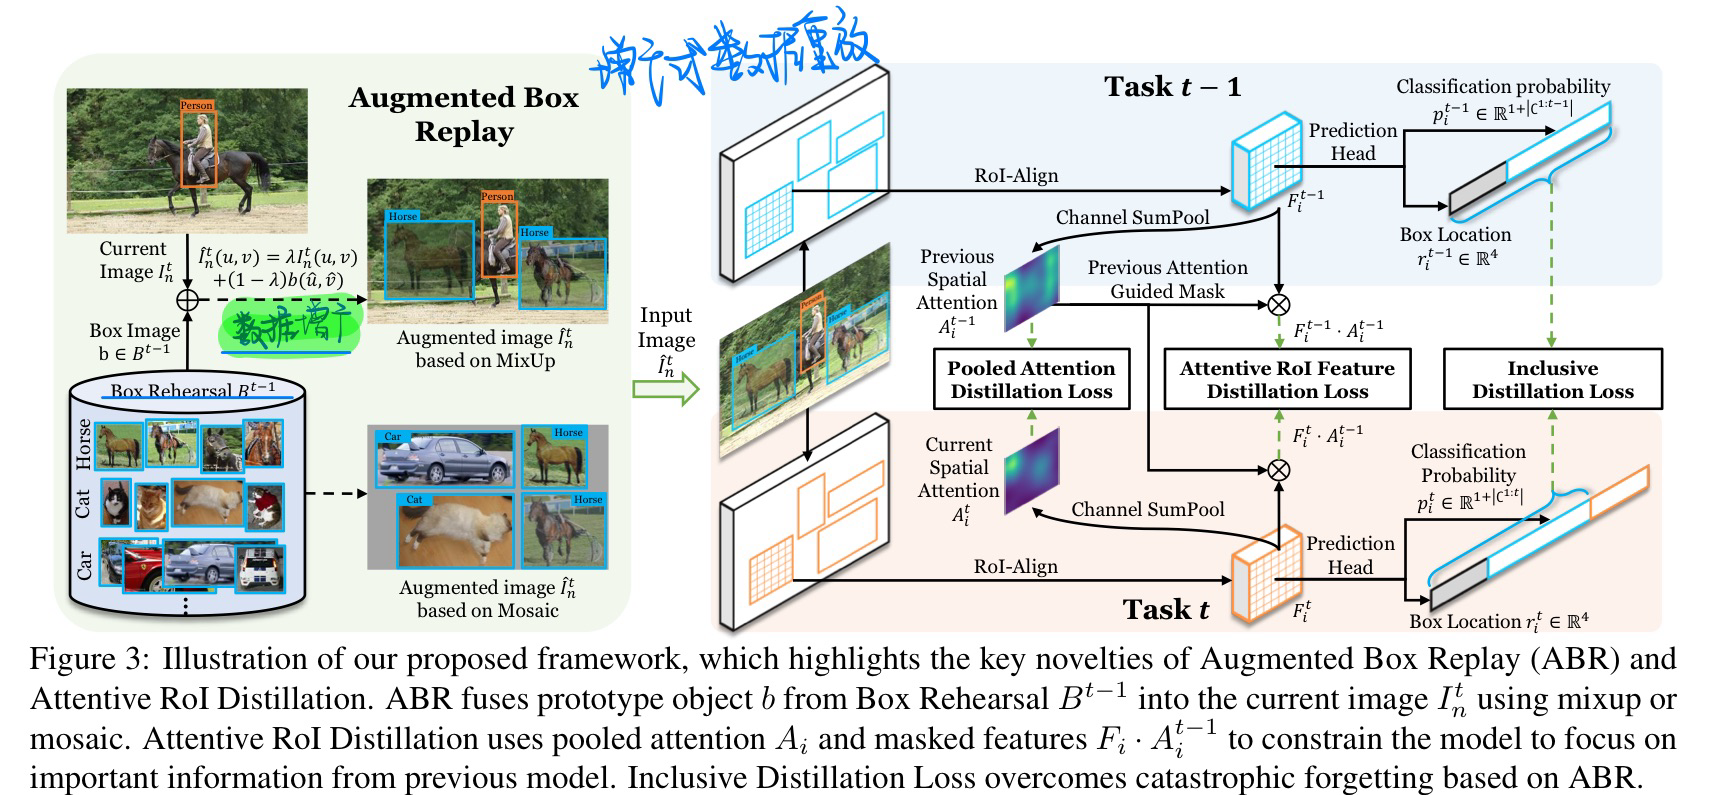 增广式数据重放
Augmented Box
Replay
Person
Current
Image $I_n^t$
$\hat{I}_n^t(u, v) = \lambda I_n^t(u, v)$
$+(1 - \lambda)b(\hat{u}, \hat{v})$
数据增广
Box Image
b ∈ $B^{t-1}$
Horse
Person
Horse
Augmented image $\hat{I}_n^t$
based on MixUp
Box Rehearsal $B^{t-1}$
Horse
Cat
Car
⋮
Car
Horse
Cat
Horse
Augmented image $\hat{I}_n^t$
based on Mosaic
Input
Image
$\hat{I}_n^t$
Horse
Person
Horse
Task $t - 1$
RoI-Align
$F_i^{t-1}$
Prediction
Head
Classification probability
$p_i^{t-1} \in \mathbb{R}^{1+|C^{1:t-1}|}$
Box Location
$r_i^{t-1} \in \mathbb{R}^4$
Channel SumPool
Previous
Spatial
Attention
$A_i^{t-1}$
Previous Attention
Guided Mask
$F_i^{t-1} \cdot A_i^{t-1}$
Pooled Attention
Distillation Loss
Attentive RoI Feature
Distillation Loss
Inclusive
Distillation Loss
$F_i^t \cdot A_i^{t-1}$
Current
Spatial
Attention
$A_i^t$
Channel SumPool
RoI-Align
Task $t$
$F_i^t$
Prediction
Head
Classification
Probability
$p_i^t \in \mathbb{R}^{1+|C^{1:t}|}$
Box Location $r_i^t \in \mathbb{R}^4$
Figure 3: Illustration of our proposed framework, which highlights the key novelties of Augmented Box Replay (ABR) and
Attentive RoI Distillation. ABR fuses prototype object $b$ from Box Rehearsal $B^{t-1}$ into the current image $I_n^t$ using mixup or
mosaic. Attentive RoI Distillation uses pooled attention $A_i$ and masked features $F_i \cdot A_i^{t-1}$ to constrain the model to focus on
important information from previous model. Inclusive Distillation Loss overcomes catastrophic forgetting based on ABR.